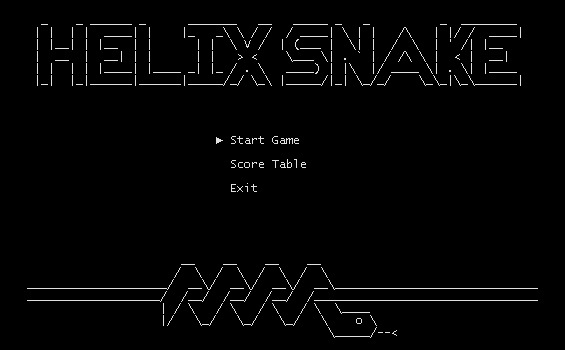 HELIX SNAKE
▶ Start Game
Score Table
Exit